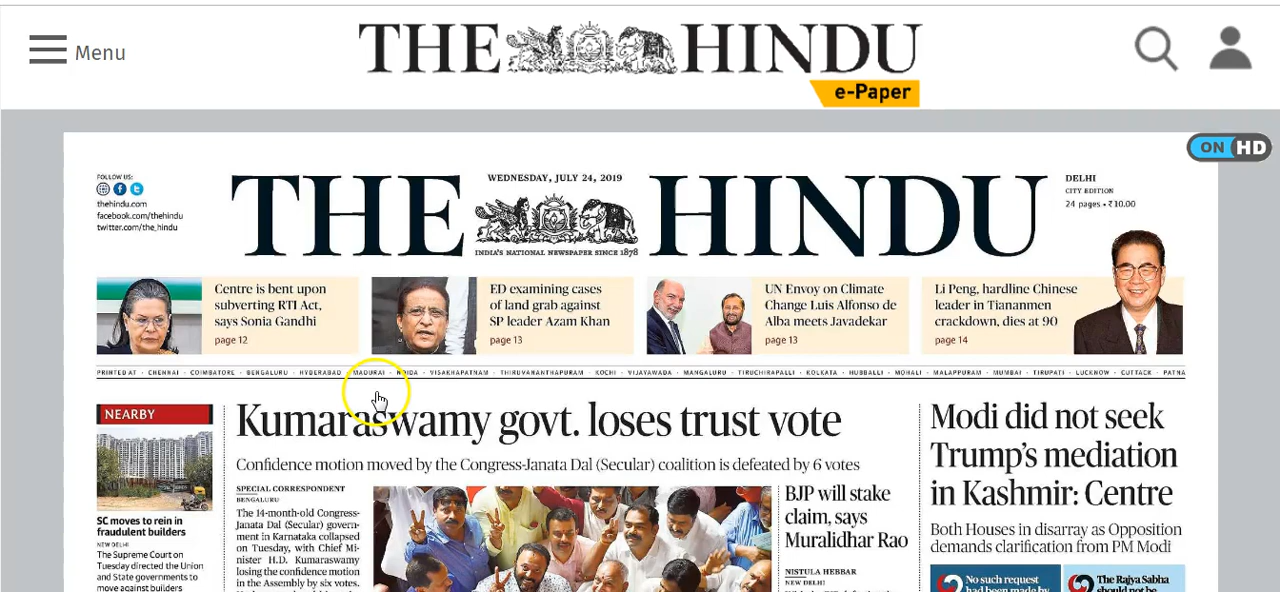 Menu
THE HINDU
e-Paper
ON HD
FOLLOW US:
thehindu.com
facebook.com/thehindu
twitter.com/the_hindu
WEDNESDAY, JULY 24, 2019
THE HINDU
INDIA'S NATIONAL NEWSPAPER SINCE 1878
DELHI
CITY EDITION
24 pages • ₹10.00
Centre is bent upon
subverting RTI Act,
says Sonia Gandhi
page 12
ED examining cases
of land grab against
SP leader Azam Khan
page 13
UN Envoy on Climate
Change Luis Alfonso de
Alba meets Javadekar
page 13
Li Peng, hardline Chinese
leader in Tiananmen
crackdown, dies at 90
page 14
PRINTED AT • CHENNAI • COIMBATORE • BENGALURU • HYDERABAD • MADURAI • NOIDA • VISAKHAPATNAM • THIRUVANANTHAPURAM • KOCHI • VIJAYAWADA • MANGALURU • TIRUCHIRAPALLI • KOLKATA • HUBBALLI • MOHALI • MALAPPURAM • MUMBAI • TIRUPATI • LUCKNOW • CUTTACK • PATNA
NEARBY
SC moves to rein in
fraudulent builders
NEW DELHI
The Supreme Court on
Tuesday directed the Union
and State governments to
move against builders
Kumaraswamy govt. loses trust vote
Confidence motion moved by the Congress-Janata Dal (Secular) coalition is defeated by 6 votes
SPECIAL CORRESPONDENT
BENGALURU
The 14-month-old Congress-
Janata Dal (Secular) govern-
ment in Karnataka collapsed
on Tuesday, with Chief Mi-
nister H.D. Kumaraswamy
losing the confidence motion
in the Assembly by six votes.
BJP will stake
claim, says
Muralidhar Rao
NISTULA HEBBAR
NEW DELHI
Modi did not seek
Trump's mediation
in Kashmir: Centre
Both Houses in disarray as Opposition
demands clarification from PM Modi
No such request
had been made by
The Rajya Sabha
should not be